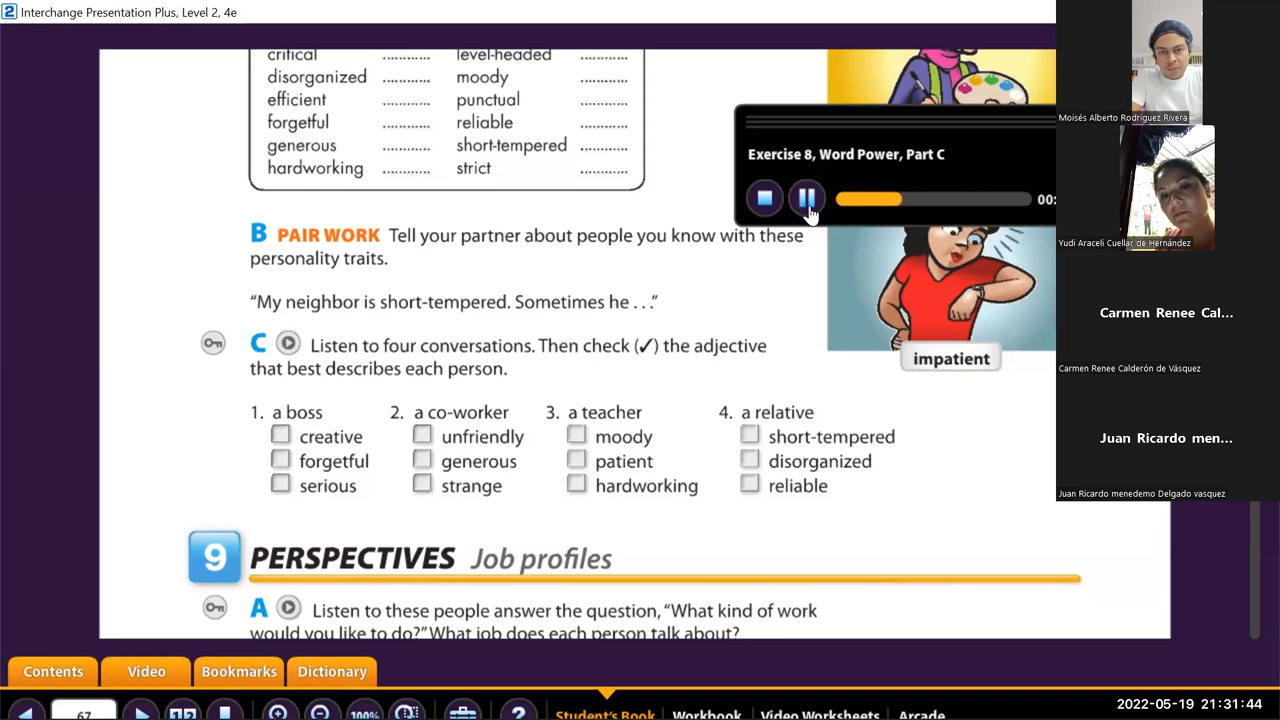 Interchange Presentation Plus, Level 2, 4e
critical ............ level-headed ............
disorganized ............ moody ............
efficient ............ punctual ............
forgetful ............ reliable ............
generous ............ short-tempered ............
hardworking ............ strict ............
Exercise 8, Word Power, Part C
00:
B PAIR WORK Tell your partner about people you know with these
personality traits.
“My neighbor is short-tempered. Sometimes he . . .”
C Listen to four conversations. Then check (✓) the adjective
that best describes each person.
impatient
1. a boss 2. a co-worker 3. a teacher 4. a relative
creative unfriendly moody short-tempered
forgetful generous patient disorganized
serious strange hardworking reliable
9 PERSPECTIVES Job profiles
A Listen to these people answer the question, “What kind of work
would you like to do?” What job does each person talk about?
Moisés Alberto Rodríguez Rivera
Yudi Araceli Cuellar de Hernández
Carmen Renee Cal...
Carmen Renee Calderón de Vásquez
Juan Ricardo men...
Juan Ricardo menedemo Delgado vasquez
Contents Video Bookmarks Dictionary
67 100% ? Student's Book Workbook Video Worksheets Arcade
2022-05-19 21:31:44